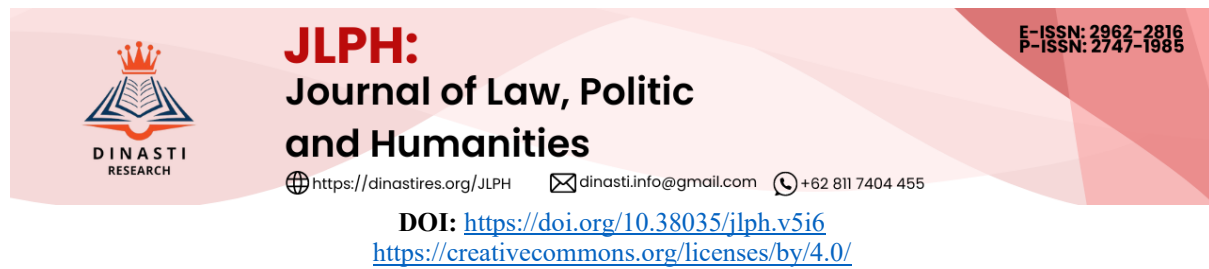 E-ISSN: 2962-2816
P-ISSN: 2747-1985
JLPH:
Journal of Law, Politic
and Humanities
DINASTI
RESEARCH
https://dinastires.org/JLPH dinasti.info@gmail.com +62 811 7404 455
DOI: https://doi.org/10.38035/jlph.v5i6
https://creativecommons.org/licenses/by/4.0/